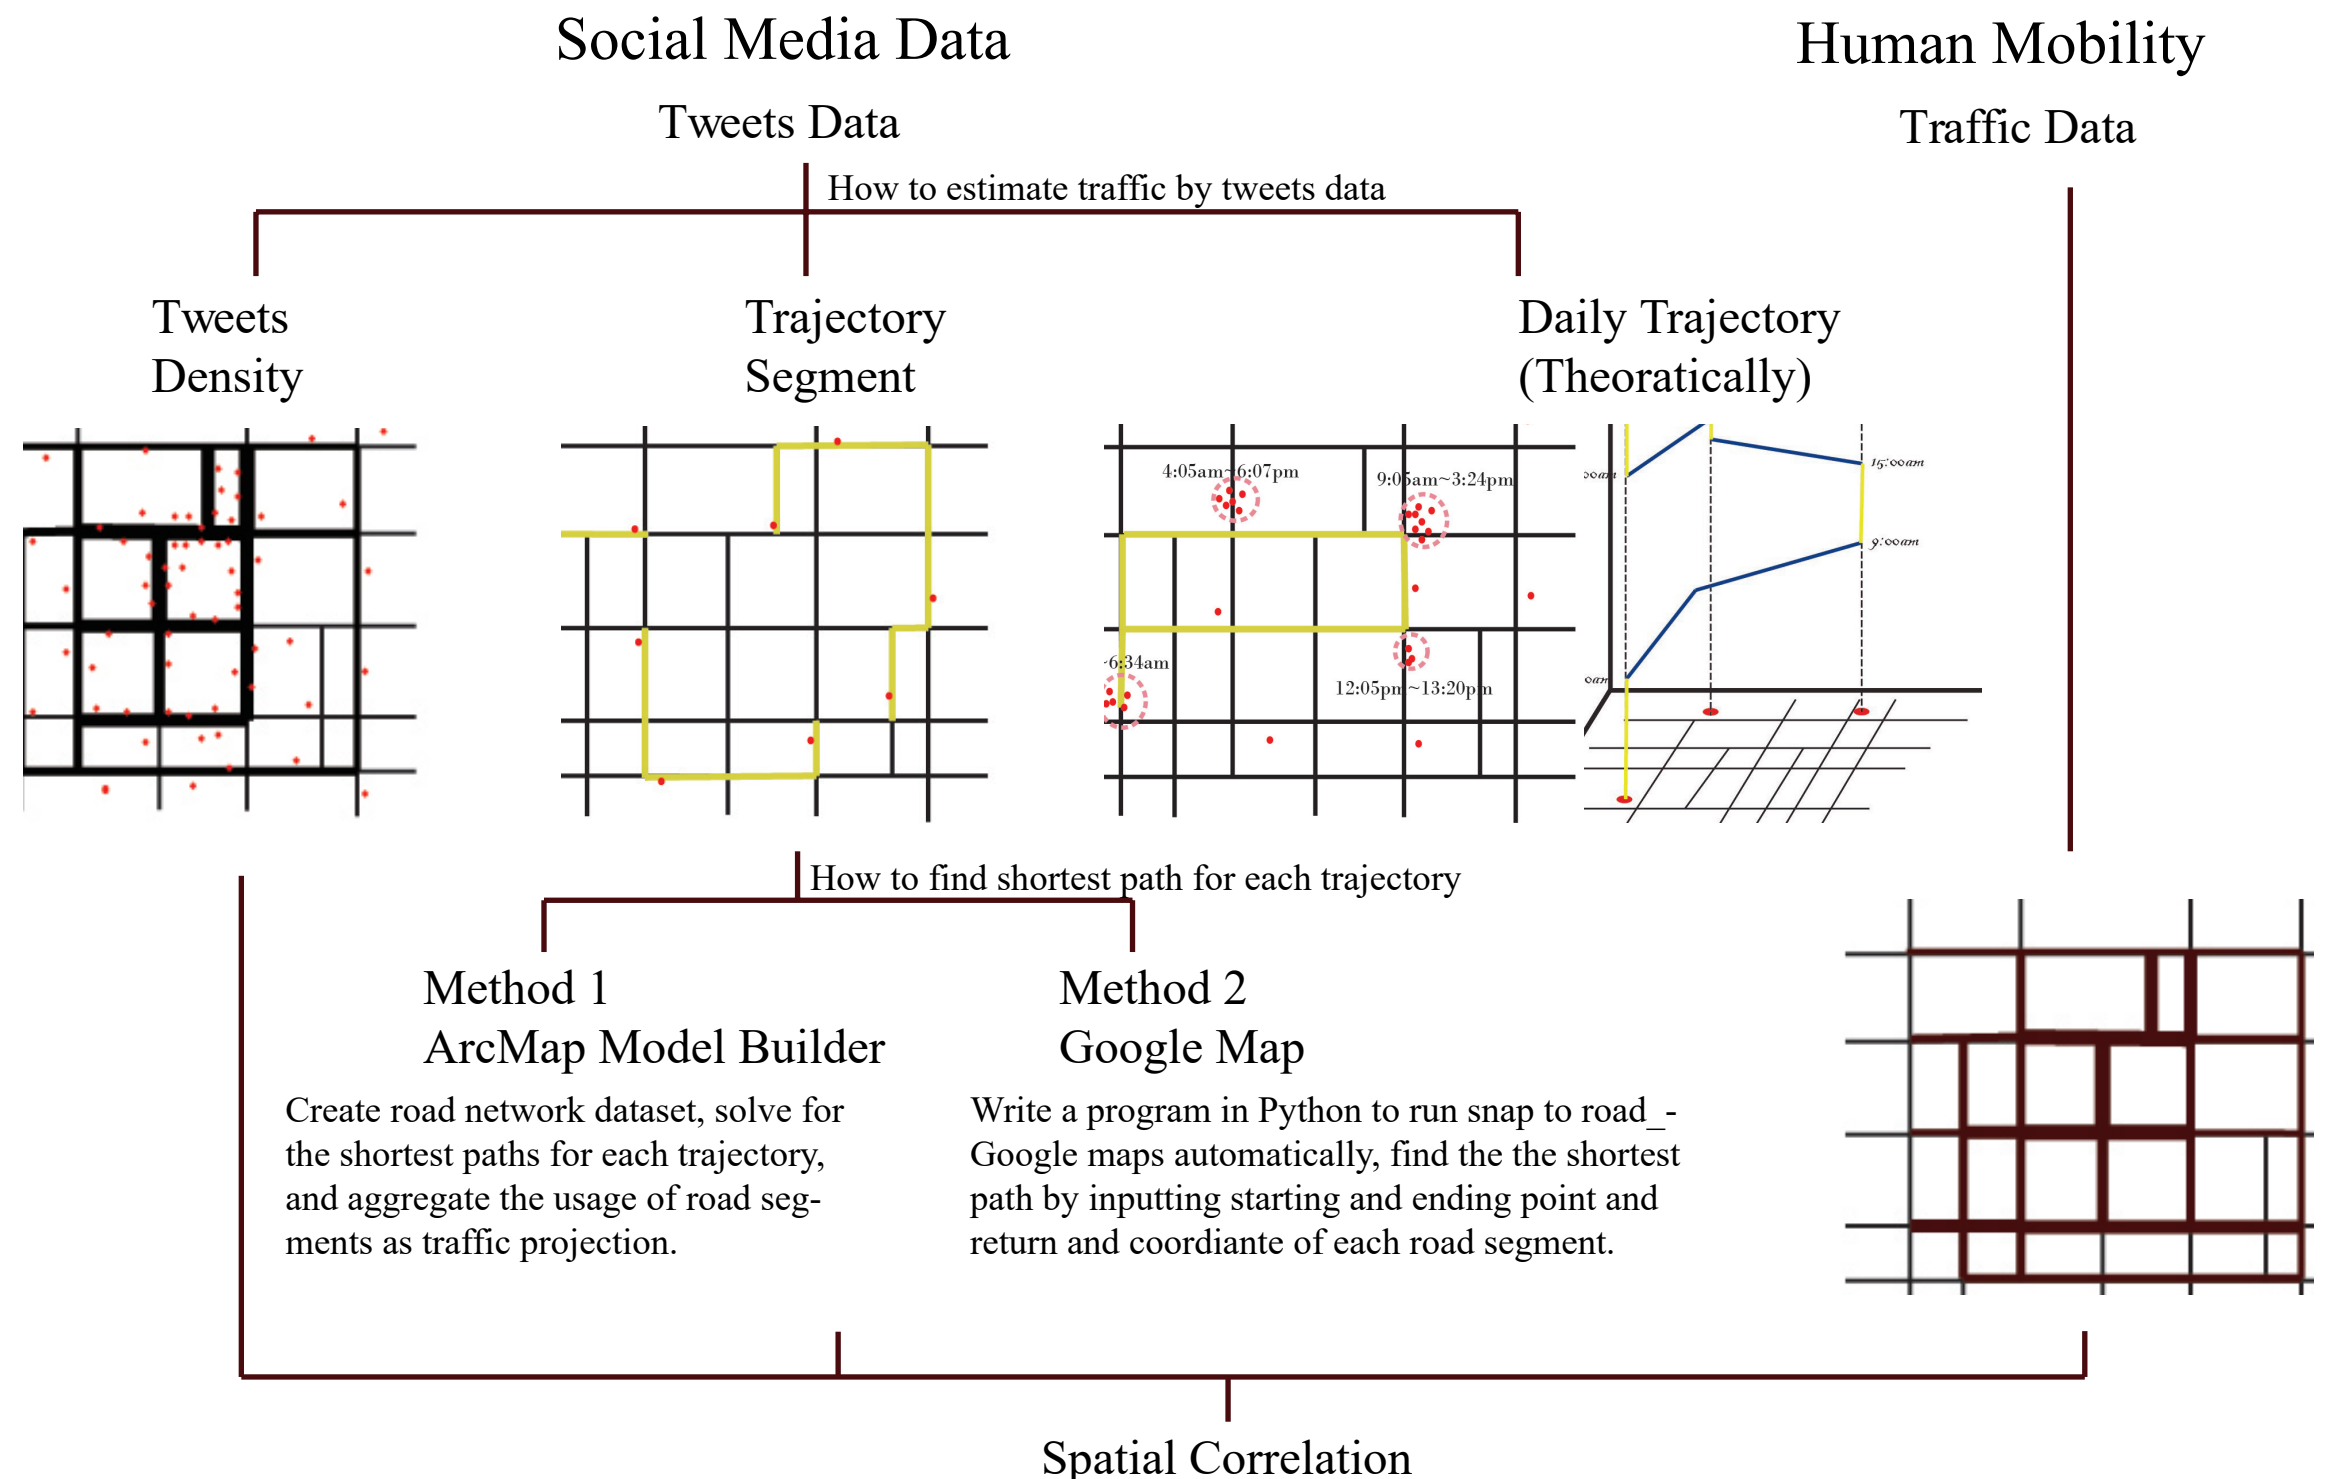 Social Media Data
Human Mobility
Tweets Data
Traffic Data
How to estimate traffic by tweets data
Tweets
Density
Trajectory
Segment
Daily Trajectory
(Theoratically)
4:05am~6:07pm
9:05am~3:24pm
~6:34am
12:05pm~13:20pm
00am
15:00am
9:00am
0am
How to find shortest path for each trajectory
Method 1
ArcMap Model Builder
Create road network dataset, solve for
the shortest paths for each trajectory,
and aggregate the usage of road seg-
ments as traffic projection.
Method 2
Google Map
Write a program in Python to run snap to road_-
Google maps automatically, find the the shortest
path by inputting starting and ending point and
return and coordiante of each road segment.
Spatial Correlation